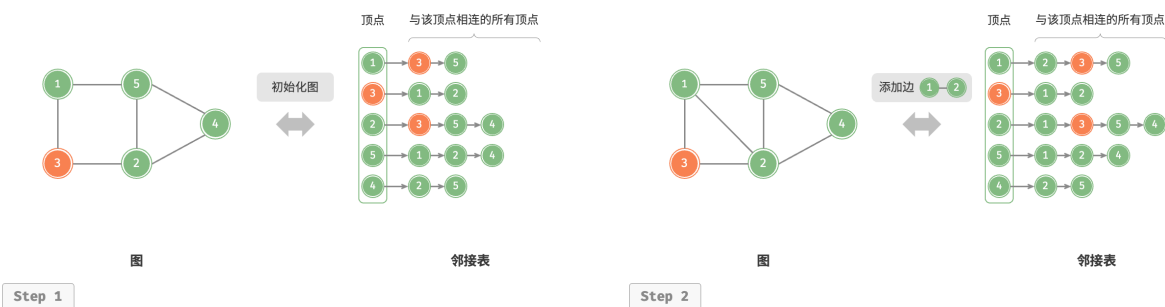 顶点 与该顶点相连的所有顶点
1 5 4 3 2
初始化图
1 3 5
3 1 2
2 3 5 4
5 1 2 4
4 2 5
图 邻接表
Step 1
顶点 与该顶点相连的所有顶点
1 5 4 3 2
添加边 1 2
1 2 3 5
3 1 2
2 1 3 5 4
5 1 2 4
4 2 5
图 邻接表
Step 2